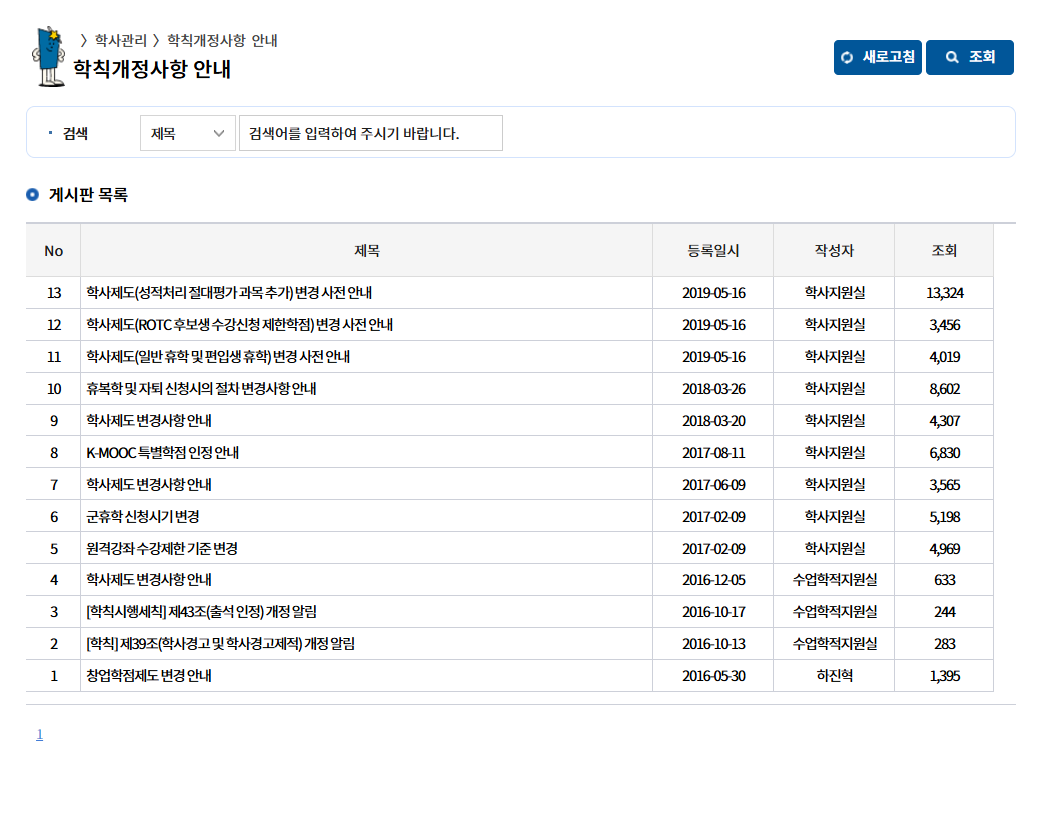 〉 학사관리 〉 학칙개정사항 안내
학칙개정사항 안내
새로고침 조회
· 검색 제목 검색어를 입력하여 주시기 바랍니다.
게시판 목록
No 제목 등록일시 작성자 조회
13 학사제도(성적처리 절대평가 과목 추가) 변경 사전 안내 2019-05-16 학사지원실 13,324
12 학사제도(ROTC 후보생 수강신청 제한학점) 변경 사전 안내 2019-05-16 학사지원실 3,456
11 학사제도(일반 휴학 및 편입생 휴학) 변경 사전 안내 2019-05-16 학사지원실 4,019
10 휴복학 및 자퇴 신청시의 절차 변경사항 안내 2018-03-26 학사지원실 8,602
9 학사제도 변경사항 안내 2018-03-20 학사지원실 4,307
8 K-MOOC 특별학점 인정 안내 2017-08-11 학사지원실 6,830
7 학사제도 변경사항 안내 2017-06-09 학사지원실 3,565
6 군휴학 신청시기 변경 2017-02-09 학사지원실 5,198
5 원격강좌 수강제한 기준 변경 2017-02-09 학사지원실 4,969
4 학사제도 변경사항 안내 2016-12-05 수업학적지원실 633
3 [학칙시행세칙] 제43조(출석 인정) 개정 알림 2016-10-17 수업학적지원실 244
2 [학칙] 제39조(학사경고 및 학사경고제적) 개정 알림 2016-10-13 수업학적지원실 283
1 창업학점제도 변경 안내 2016-05-30 하진혁 1,395
1